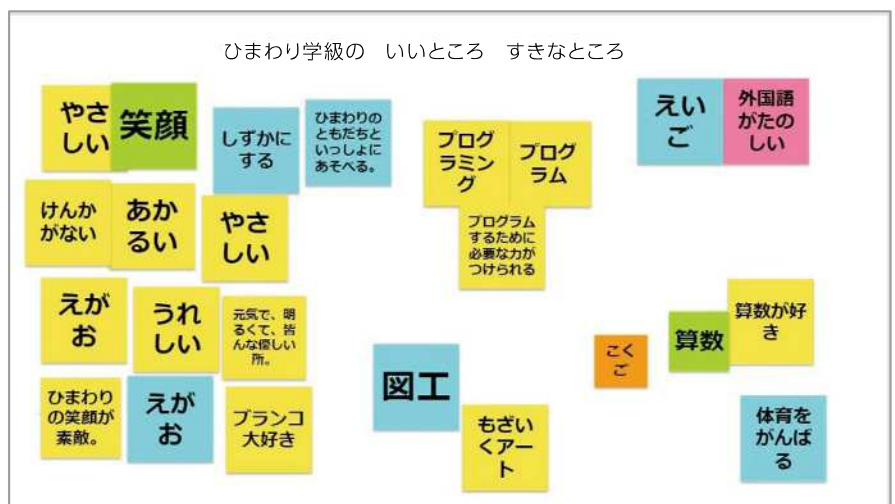 ひまわり学級の　いいところ　すきなところ
やさ
しい
笑顔
しずかに
する
ひまわりの
ともだちと
いっしょに
あそべる。
けんか
がない
あか
るい
やさ
しい
えが
お
うれ
しい
元気で、明
るくて、皆
んな優しい
所。
ひまわり
の笑顔が
素敵。
えが
お
ブランコ
大好き
プログ
ラミン
グ
プログ
ラム
プログラム
するために
必要な力が
つけられる
図工
もざい
くアー
ト
えい
ご
外国語
がたの
しい
こく
ご
算数
算数が好
き
体育を
がんば
る